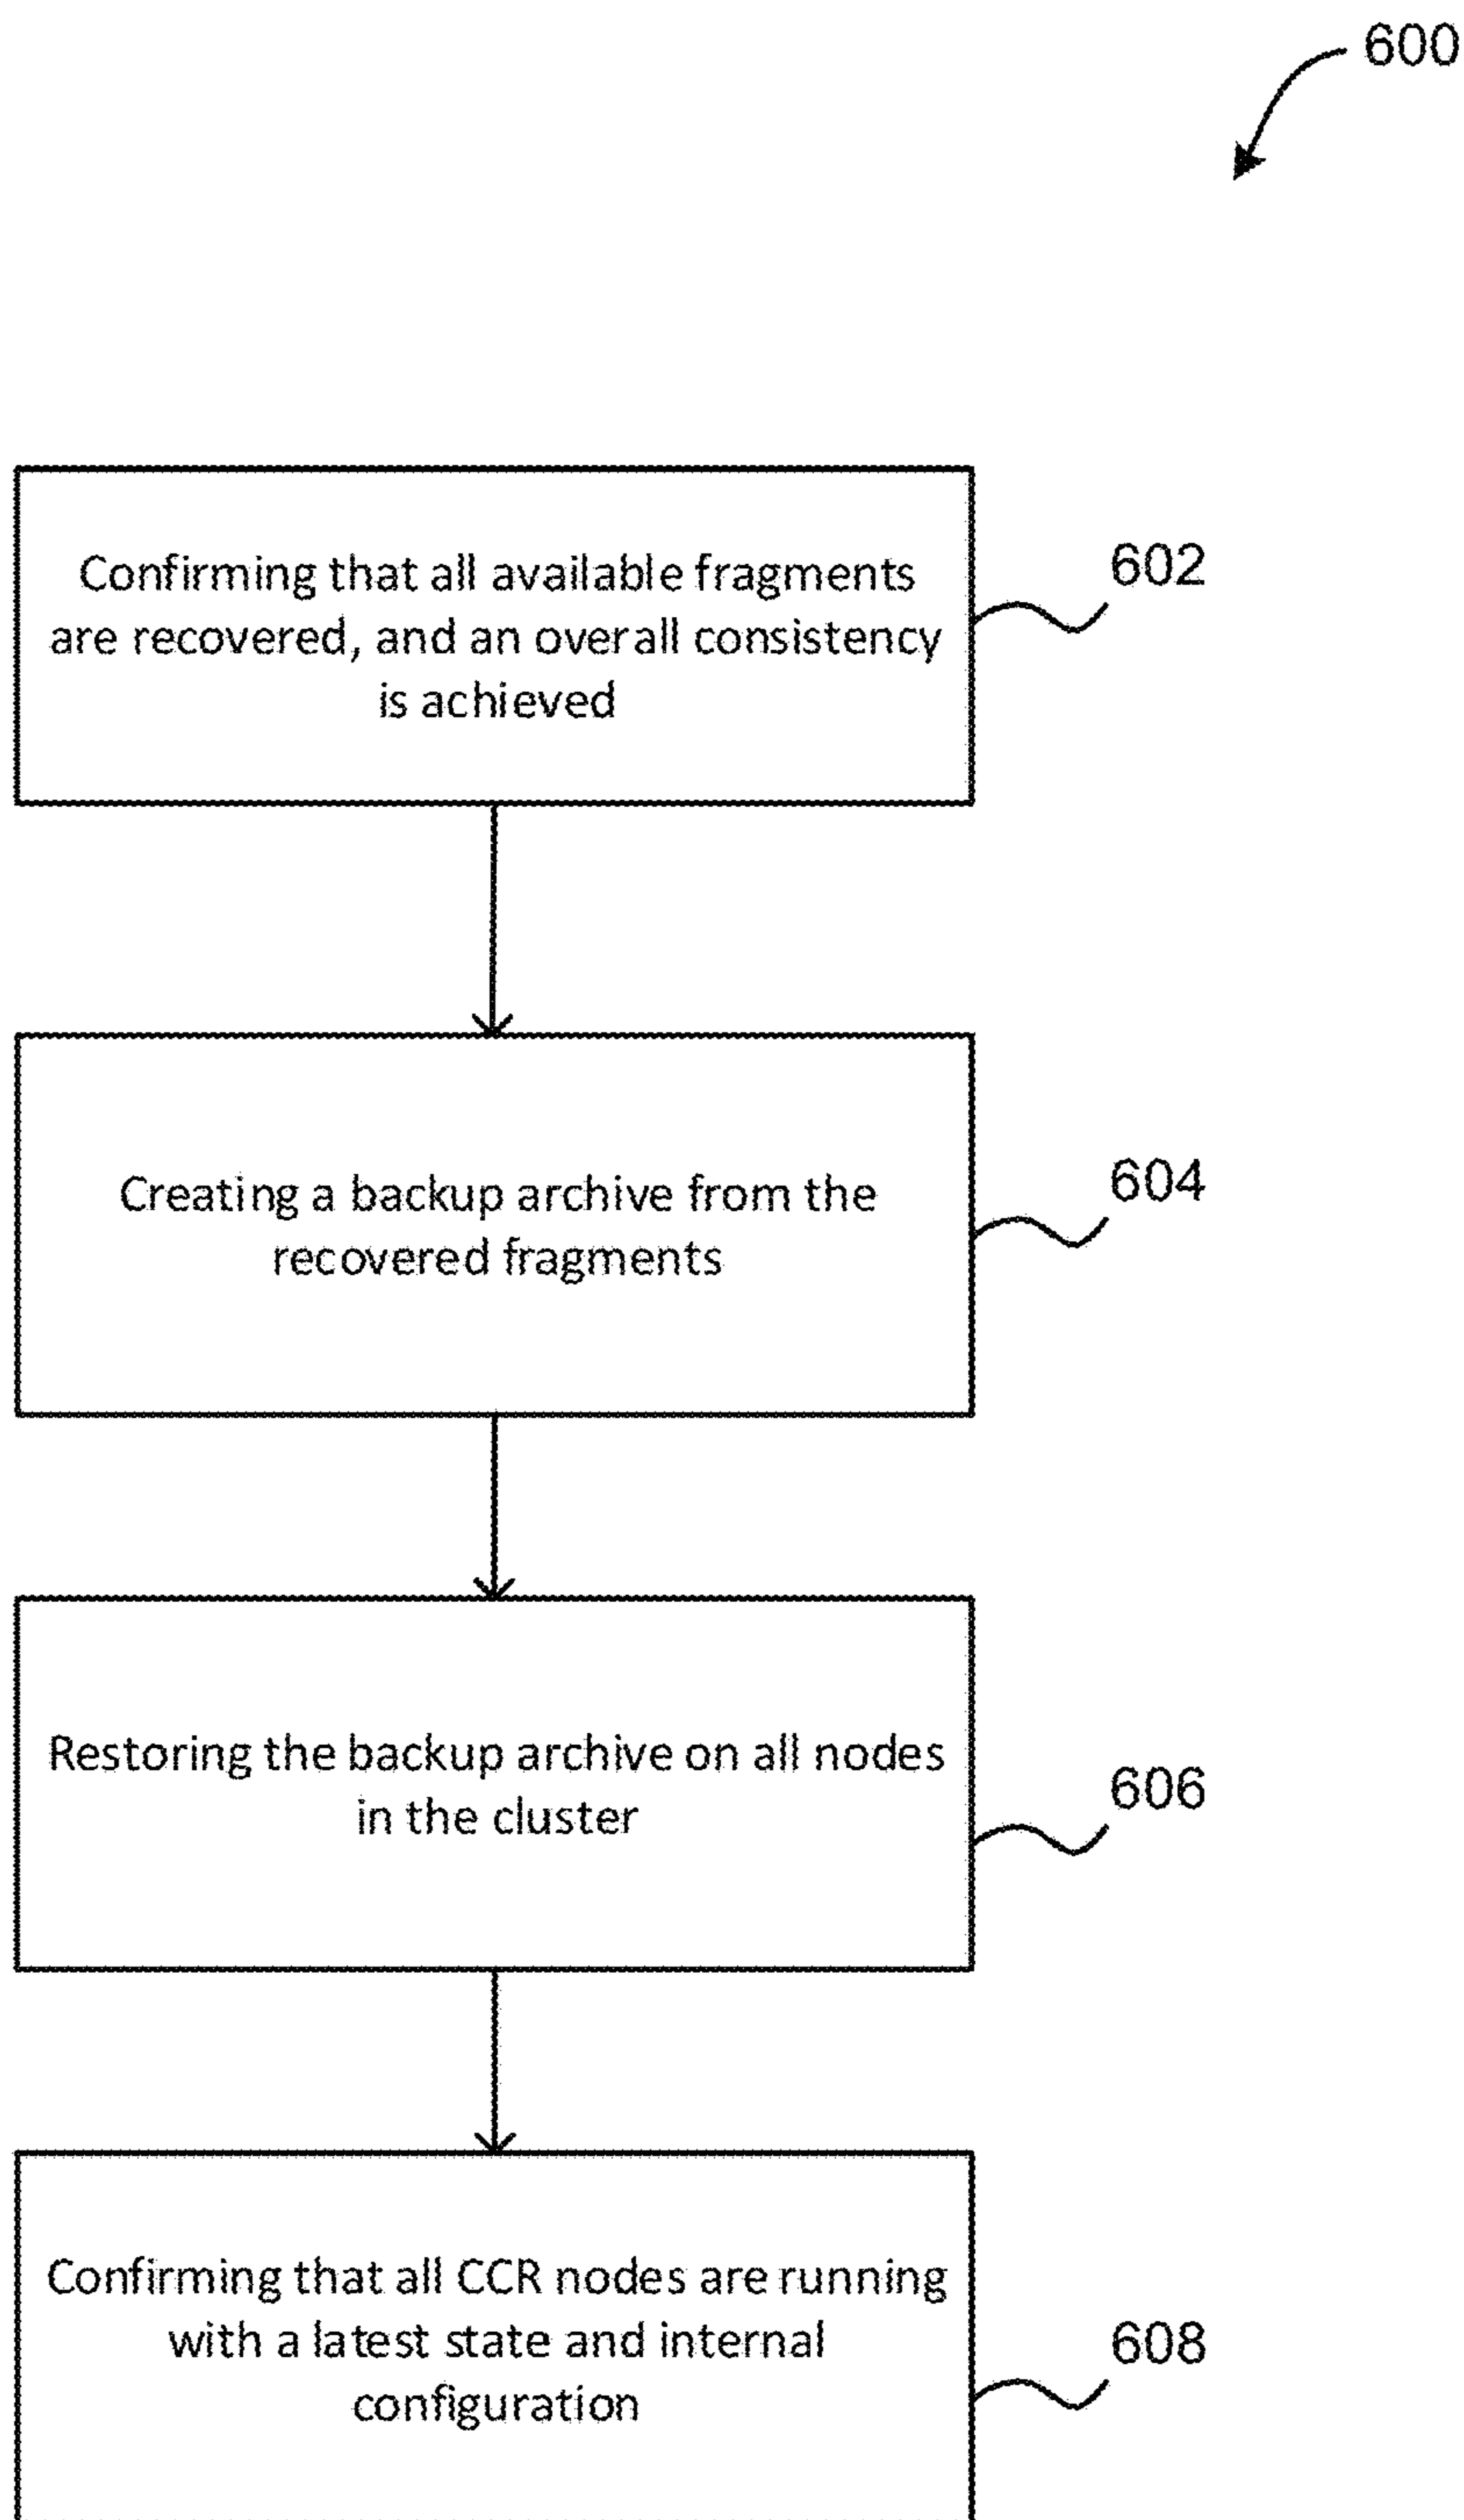 600
Confirming that all available fragments
are recovered, and an overall consistency
is achieved
602
Creating a backup archive from the
recovered fragments
604
Restoring the backup archive on all nodes
in the cluster
606
Confirming that all CCR nodes are running
with a latest state and internal
configuration
608